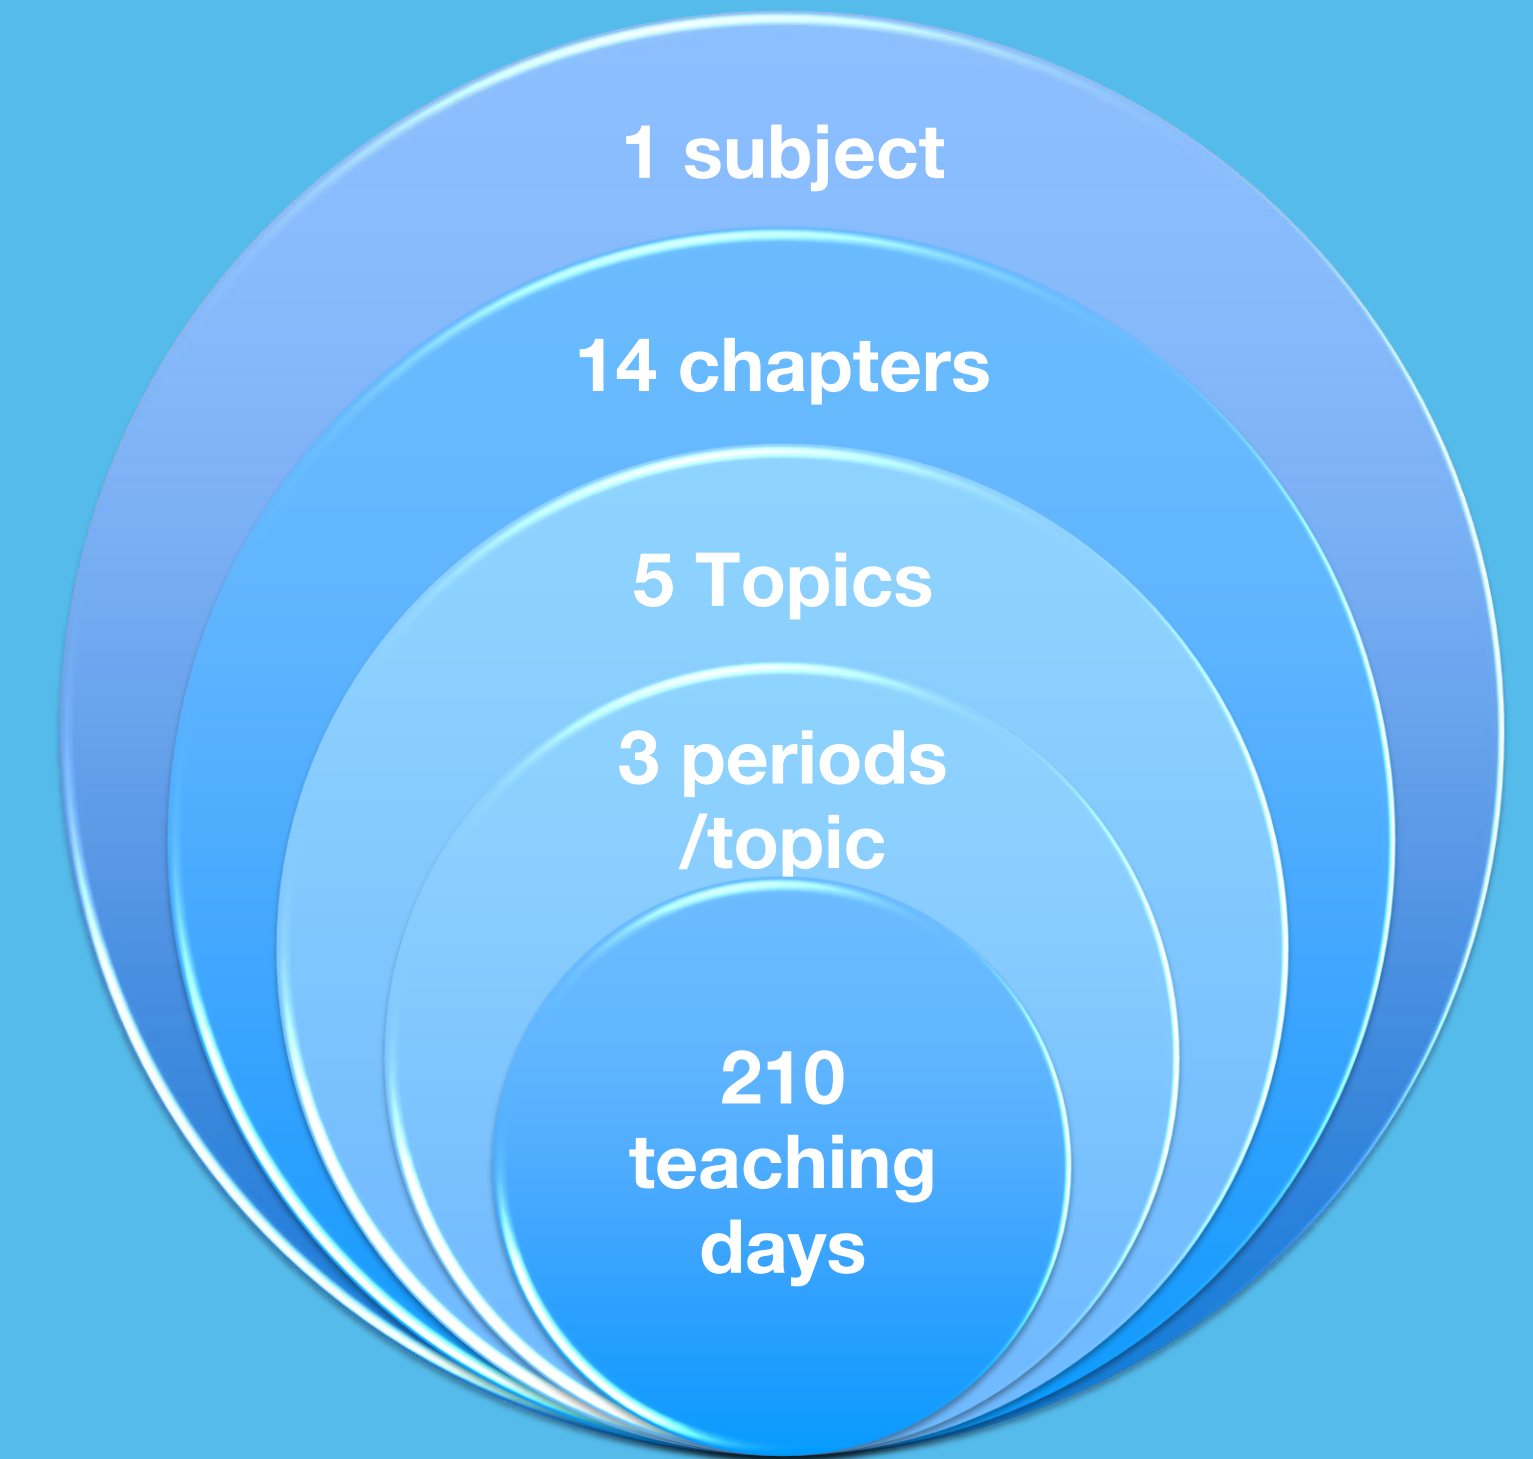 1 subject
14 chapters
5 Topics
3 periods
/topic
210
teaching
days